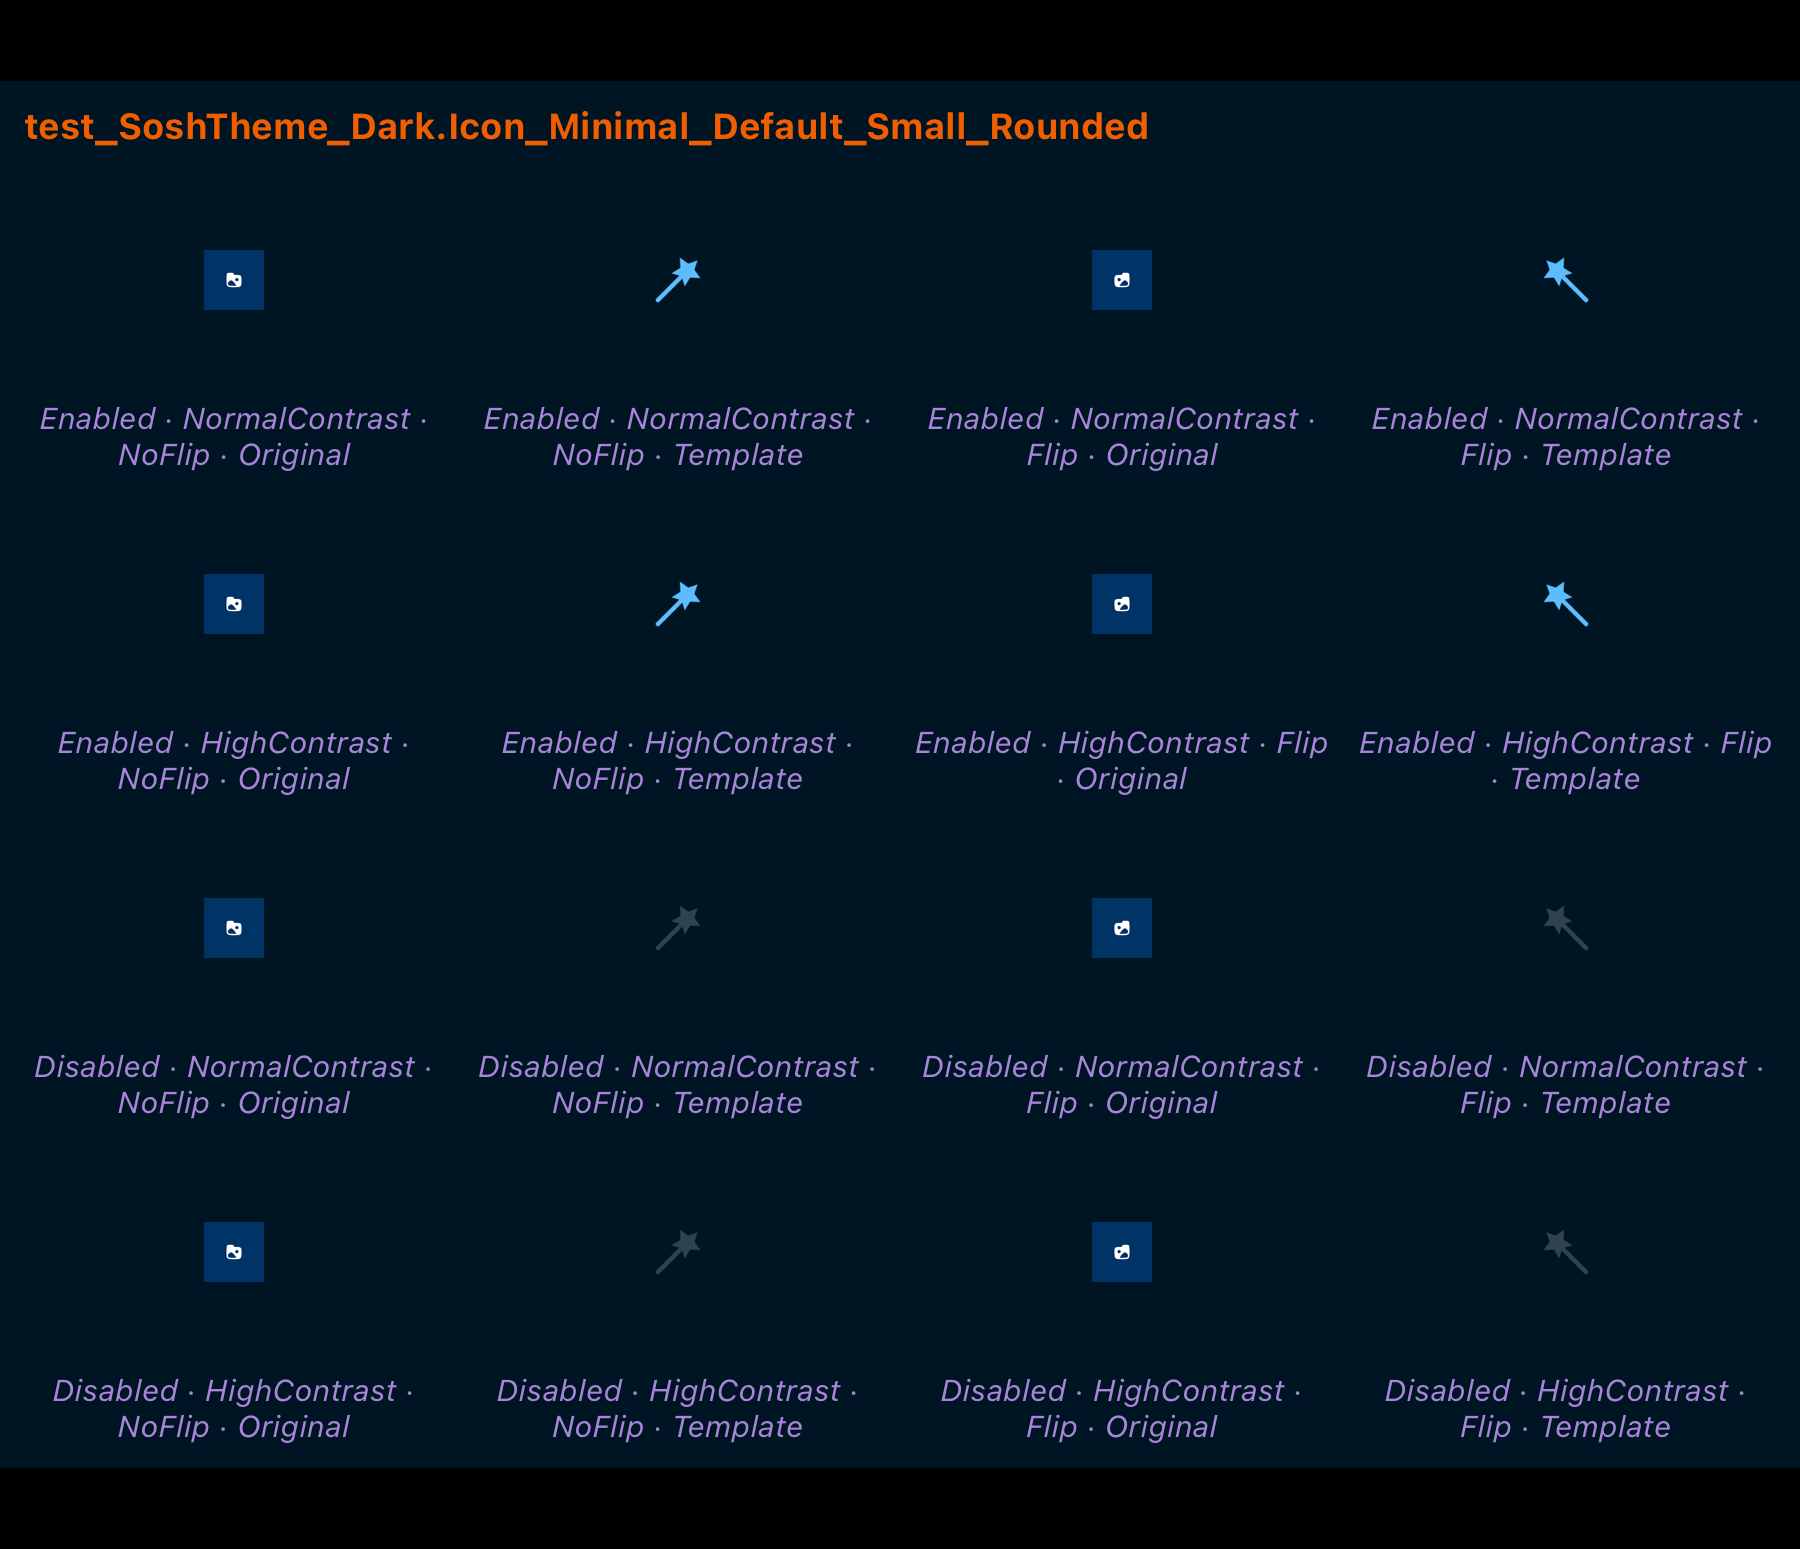 test_SoshTheme_Dark.Icon_Minimal_Default_Small_Rounded
Enabled · NormalContrast ·
NoFlip · Original
Enabled · NormalContrast ·
NoFlip · Template
Enabled · NormalContrast ·
Flip · Original
Enabled · NormalContrast ·
Flip · Template
Enabled · HighContrast ·
NoFlip · Original
Enabled · HighContrast ·
NoFlip · Template
Enabled · HighContrast · Flip
· Original
Enabled · HighContrast · Flip
· Template
Disabled · NormalContrast ·
NoFlip · Original
Disabled · NormalContrast ·
NoFlip · Template
Disabled · NormalContrast ·
Flip · Original
Disabled · NormalContrast ·
Flip · Template
Disabled · HighContrast ·
NoFlip · Original
Disabled · HighContrast ·
NoFlip · Template
Disabled · HighContrast ·
Flip · Original
Disabled · HighContrast ·
Flip · Template